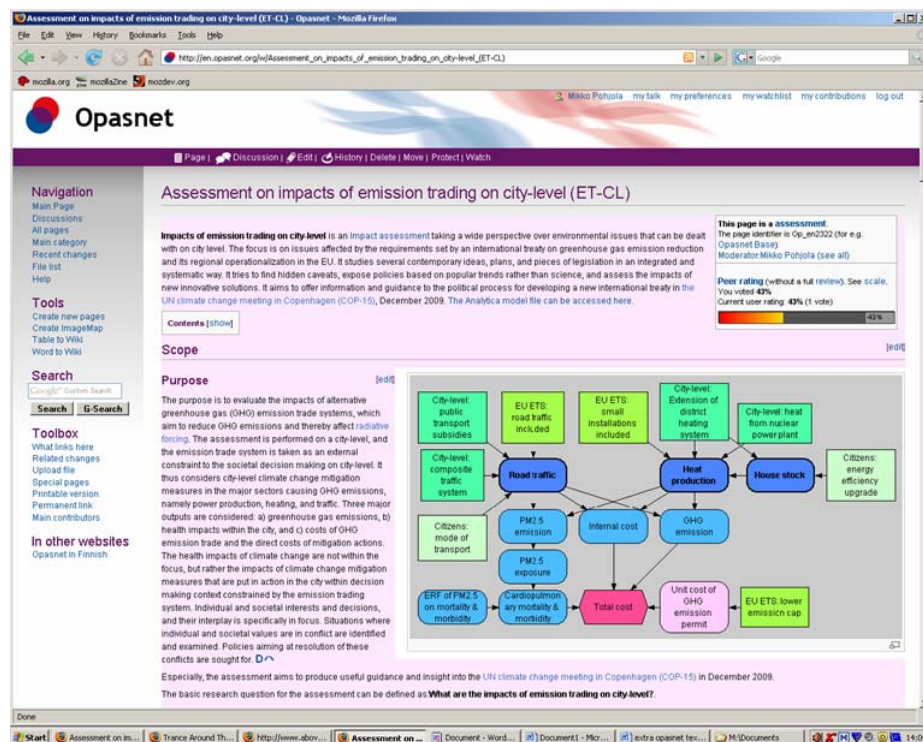 Assessment on impacts of emission trading on city-level (ET-CL) - Opasnet - Mozilla Firefox
File Edit View History Bookmarks Tools Help
http://en.opasnet.org/w/Assessment_on_impacts_of_emission_trading_on_city-level_(ET-CL)
Google
mozilla.org mozillaZine mozdev.org
Mikko Pohjola my talk my preferences my watchlist my contributions log out
Opasnet
Page | Discussion | Edit | History | Delete | Move | Protect | Watch
Navigation
Main Page
Discussions
All pages
Main category
Recent changes
File list
Help
Tools
Create new pages
Create ImageMap
Table to Wiki
Word to Wiki
Search
Google™ Custom Search
Search G-Search
Toolbox
What links here
Related changes
Upload file
Special pages
Printable version
Permanent link
Main contributors
In other websites
Opasnet in Finnish
Assessment on impacts of emission trading on city-level (ET-CL)
Impacts of emission trading on city-level is an Impact assessment taking a wide perspective over environmental issues that can be dealt
with on city level. The focus is on issues affected by the requirements set by an international treaty on greenhouse gas emission reduction
and its regional operationalization in the EU. It studies several contemporary ideas, plans, and pieces of legislation in an integrated and
systematic way. It tries to find hidden caveats, expose policies based on popular trends rather than science, and assess the impacts of
new innovative solutions. It aims to offer information and guidance to the political process for developing a new international treaty in
the UN climate change meeting in Copenhagen (COP-15), December 2009. The Analytica model file can be accessed here.
This page is a assessment.
The page identifier is Op_en2322 (for e.g.
Opasnet Base)
Moderator:Mikko Pohjola (see all)
Peer rating (without a full review). See scale.
You voted 43%
Current user rating: 43% (1 vote)
43%
Contents [show]
Scope [edit]
Purpose [edit]
The purpose is to evaluate the impacts of alternative
greenhouse gas (GHG) emission trade systems, which
aim to reduce GHG emissions and thereby affect radiative
forcing. The assessment is performed on a city-level, and
the emission trade system is taken as an external
constraint to the societal decision making on city-level. It
thus considers city-level climate change mitigation
measures in the major sectors causing GHG emissions,
namely power production, heating, and traffic. Three major
outputs are considered: a) greenhouse gas emissions, b)
health impacts within the city, and c) costs of GHG
emission trade and the direct costs of mitigation actions.
The health impacts of climate change are not within the
focus, but rather the impacts of climate change mitigation
measures that are put in action in the city within decision
making context constrained by the emission trading
system. Individual and societal interests and decisions,
and their interplay is specifically in focus. Situations where
individual and societal values are in conflict are identified
and examined. Policies aiming at resolution of these
conflicts are sought for. D
City-level:
public
transport
subsidies
EU ETS:
road traffic
included
EU ETS:
small
installations
included
City-level:
Extension of
district
heating
system
City-level: heat
from nuclear
power plant
City-level:
composite
traffic
system
Road traffic
Heat
production
House stock
Citizens:
energy
efficiency
upgrade
Citizens:
mode of
transport
PM2.5
emission
Internal cost
GHG
emission
PM2.5
exposure
ERF of PM2.5
on mortality &
morbidity
Cardiopulmon
ary mortality &
morbidity
Total cost
Unit cost of
GHG
emission
permit
EU ETS: lower
emission cap
Especially, the assessment aims to produce useful guidance and insight into the UN climate change meeting in Copenhagen (COP-15) in December 2009.
The basic research question for the assessment can be defined as:What are the impacts of emission trading on city-level?.
Done
Start Assessment on im... Trance Around Th... http://www.abov... Assessment on ... Document - Word... Document1 - Micr... extra opasnet tex... M:\Documents